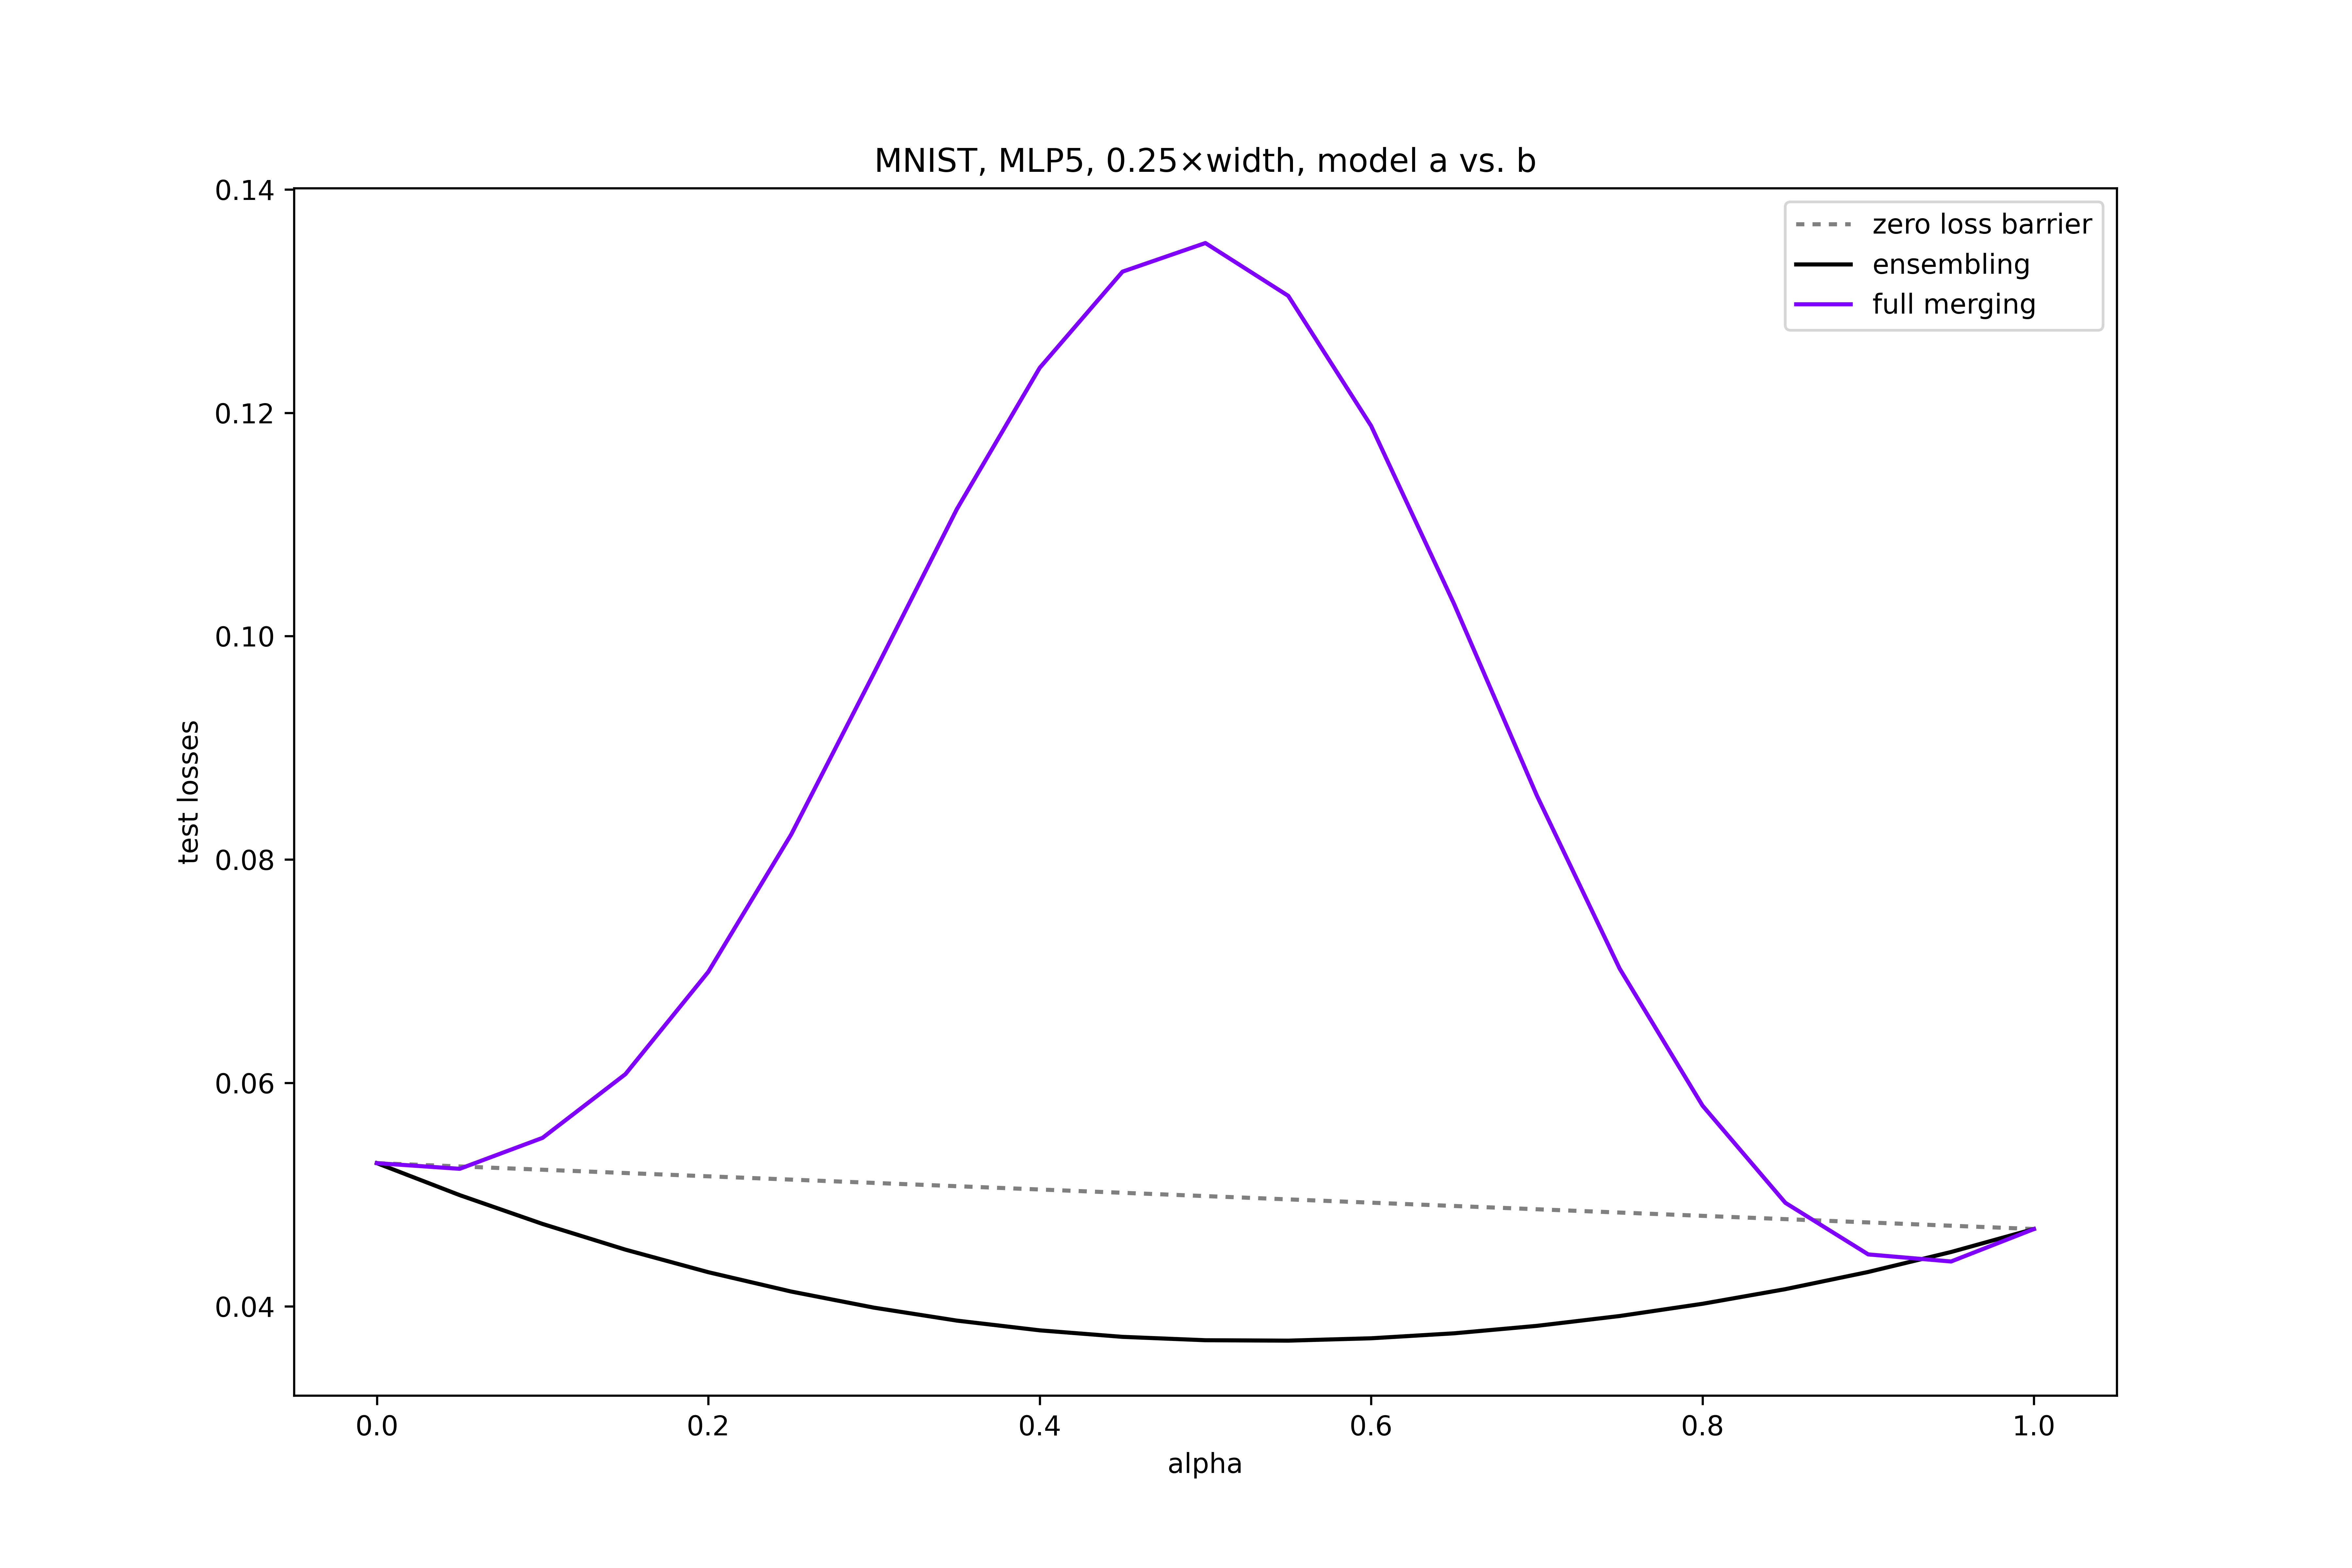 MNIST, MLP5, 0.25×width, model a vs. b
zero loss barrier
ensembling
full merging
test losses
0.14
0.12
0.10
0.08
0.06
0.04
0.0 0.2 0.4 0.6 0.8 1.0
alpha